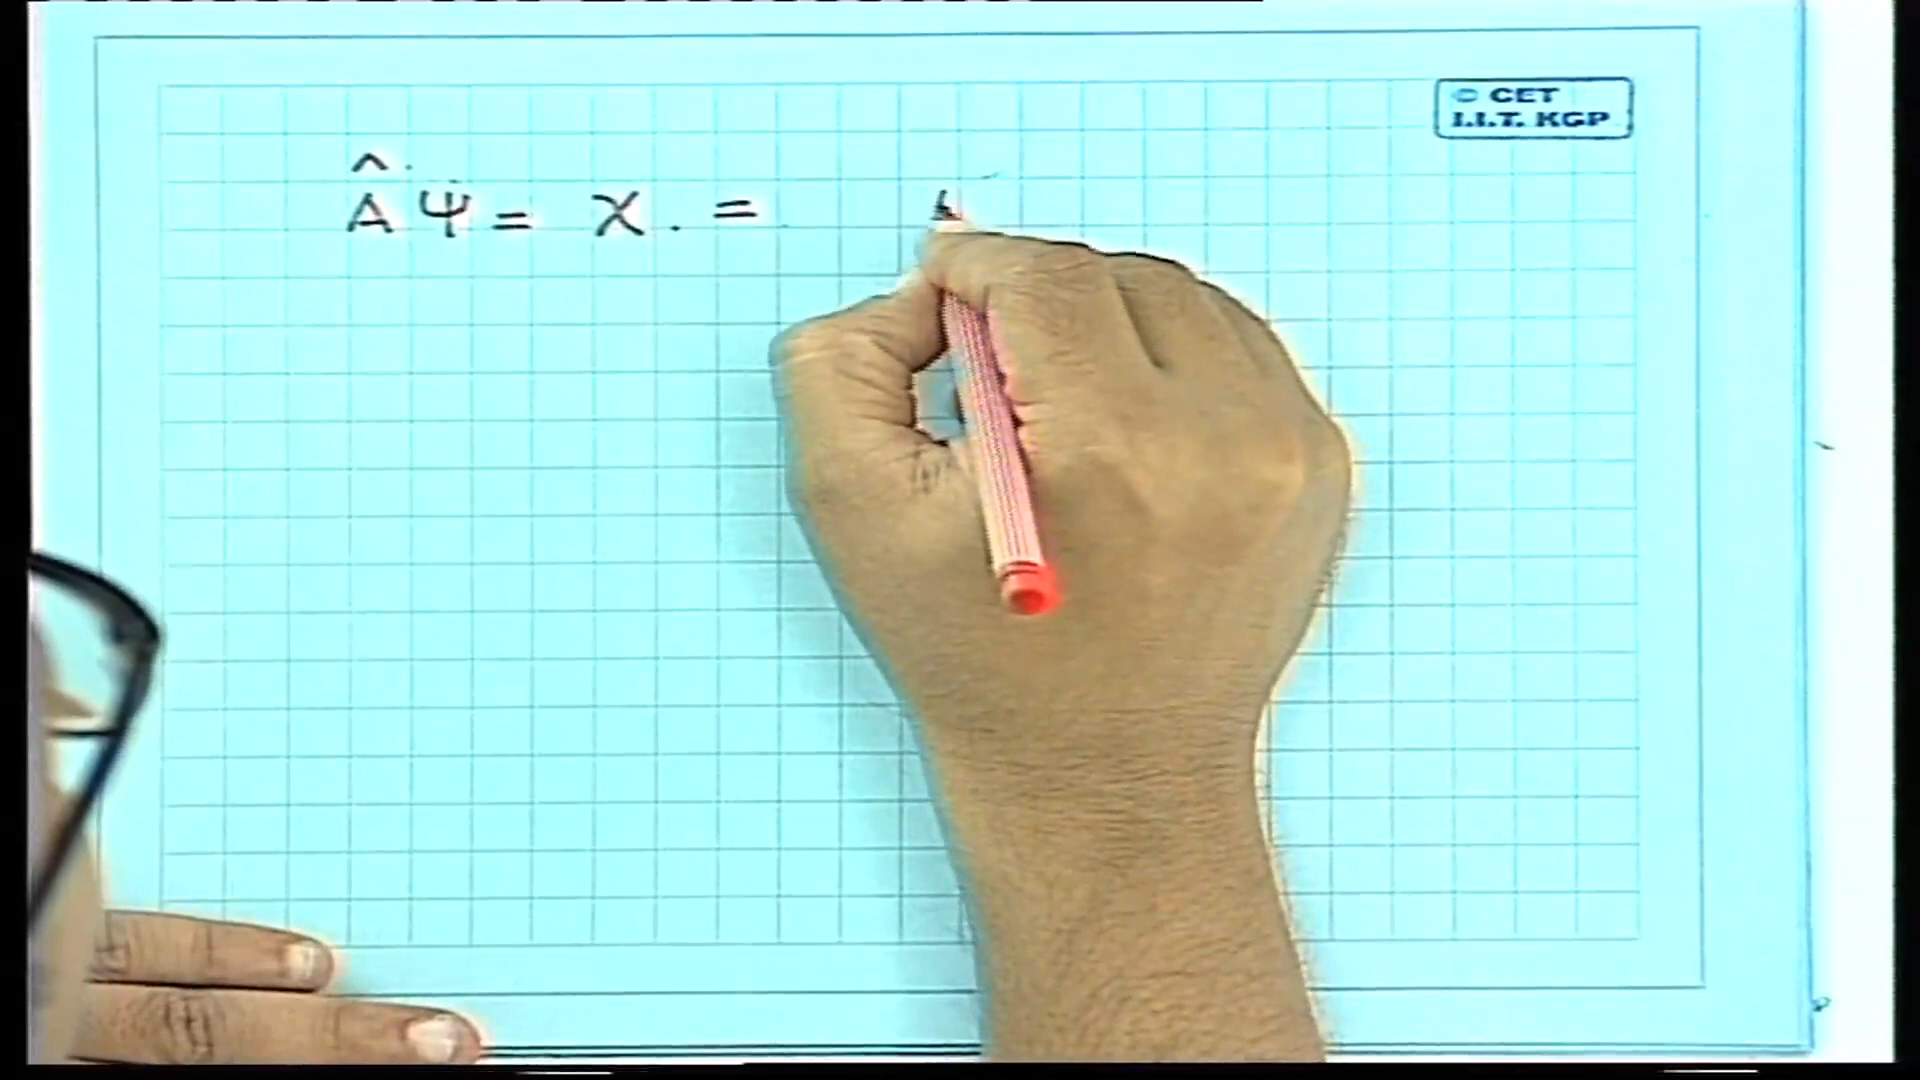 © CET
I.I.T. KGP
Â Ψ = χ. =